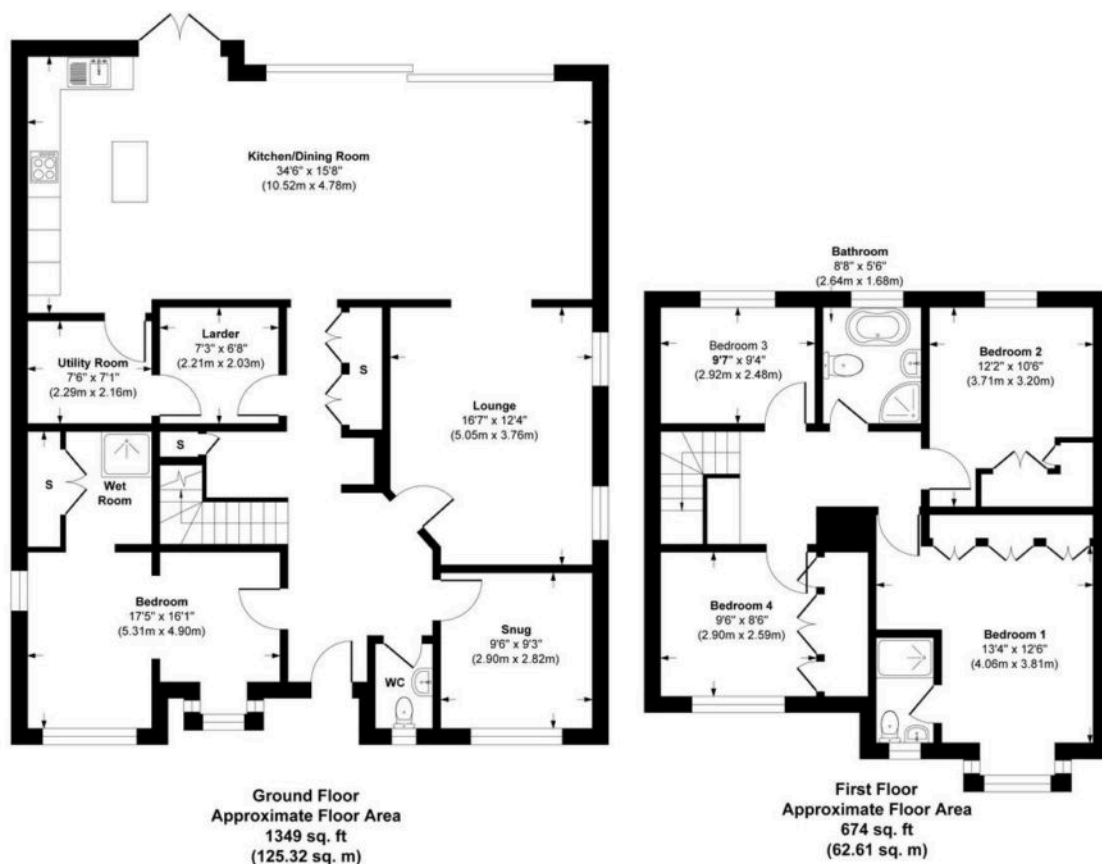 Kitchen/Dining Room
34'6" x 15'8"
(10.52m x 4.78m)
Utility Room
7'6" x 7'1"
(2.29m x 2.16m)
Larder
7'3" x 6'8"
(2.21m x 2.03m)
S
S
S
Wet
Room
Lounge
16'7" x 12'4"
(5.05m x 3.76m)
Bedroom
17'5" x 16'1"
(5.31m x 4.90m)
Snug
9'6" x 9'3"
(2.90m x 2.82m)
WC
Ground Floor
Approximate Floor Area
1349 sq. ft
(125.32 sq. m)
Bathroom
8'8" x 5'6"
(2.64m x 1.68m)
Bedroom 3
9'7" x 9'4"
(2.92m x 2.48m)
Bedroom 2
12'2" x 10'6"
(3.71m x 3.20m)
Bedroom 4
9'6" x 8'6"
(2.90m x 2.59m)
Bedroom 1
13'4" x 12'6"
(4.06m x 3.81m)
First Floor
Approximate Floor Area
674 sq. ft
(62.61 sq. m)